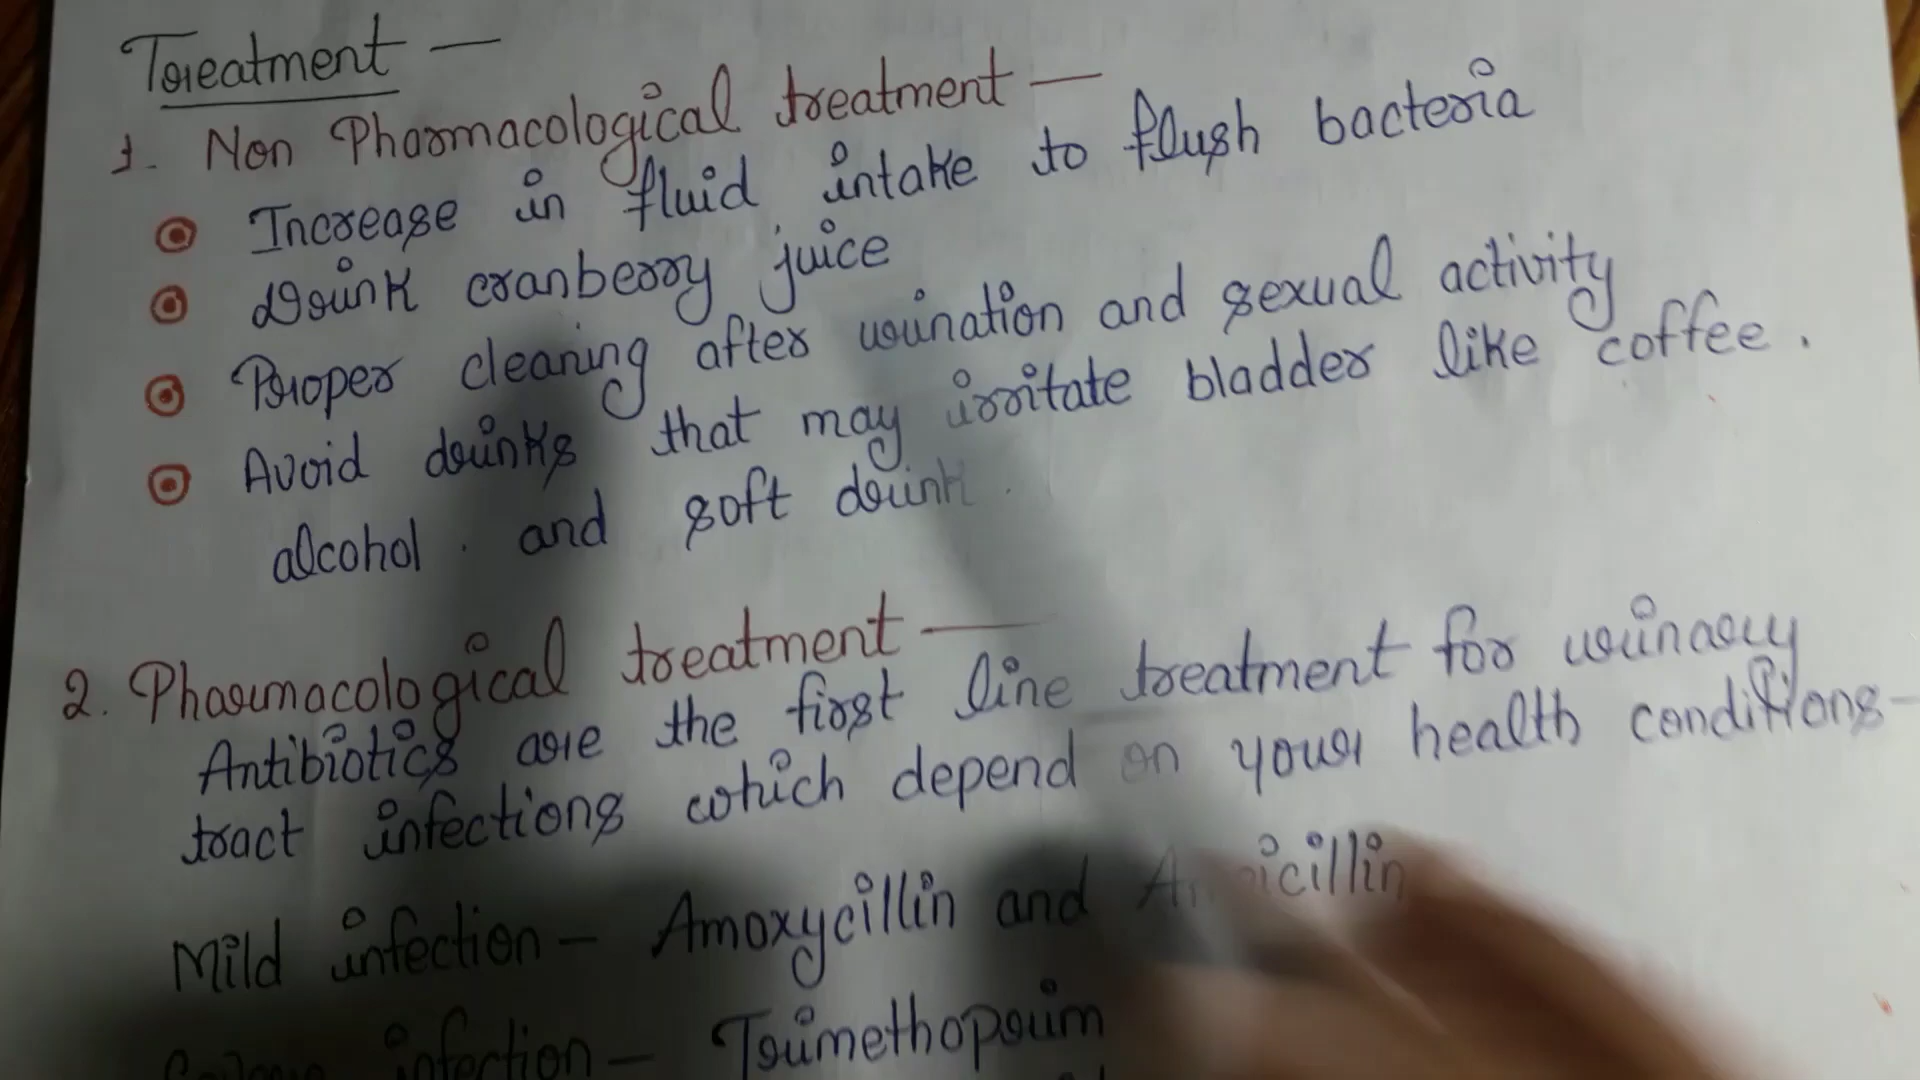 Treatment —
1. Non Pharmacological treatment —
Increase in fluid intake to flush bacteria
Drink cranberry juice
Proper cleaning after urination and sexual activity
Avoid drinks that may irritate bladder like coffee.
alcohol. and soft drink.
2. Pharmacological treatment —
Antibiotics are the first line treatment for urinary
tract infections which depend on your health conditions-
Mild infection - Amoxycillin and
infection - Trimethoprim